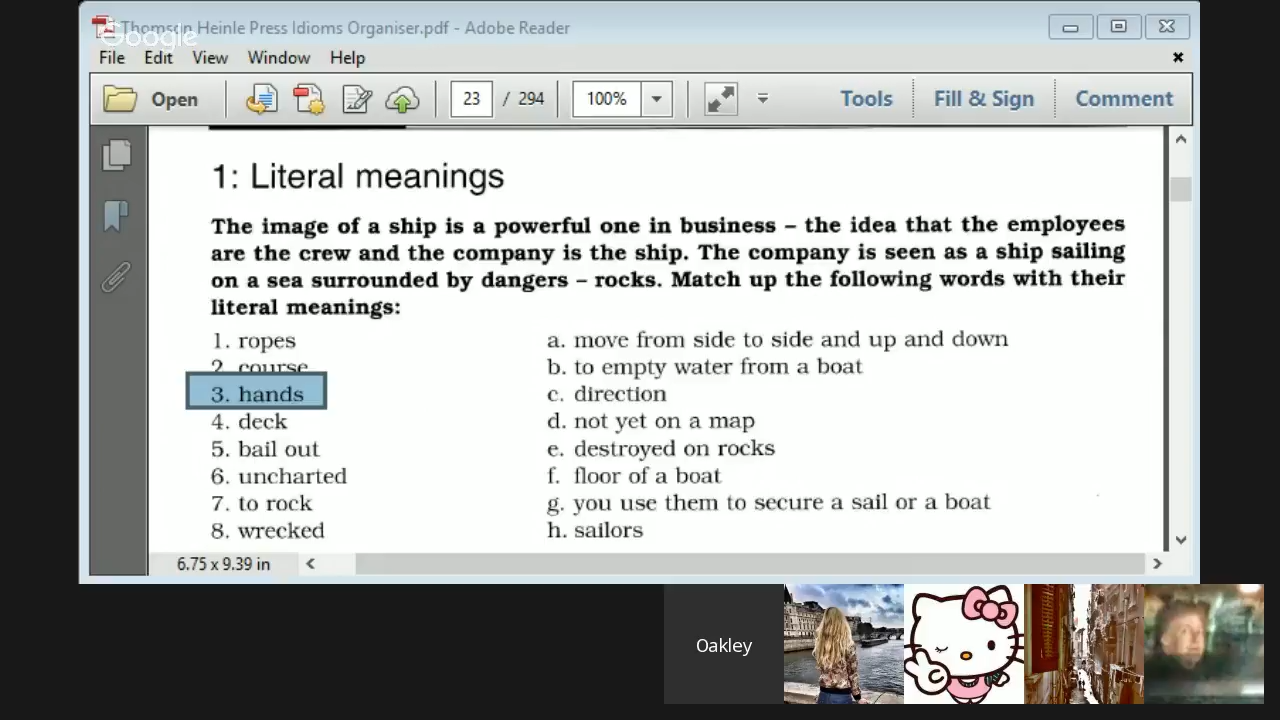 Thomson Heinle Press Idioms Organiser.pdf - Adobe Reader
Google
File Edit View Window Help
Open 23 / 294 100% Tools Fill & Sign Comment
1: Literal meanings
The image of a ship is a powerful one in business – the idea that the employees
are the crew and the company is the ship. The company is seen as a ship sailing
on a sea surrounded by dangers – rocks. Match up the following words with their
literal meanings:
1. ropes
2. course
3. hands
4. deck
5. bail out
6. uncharted
7. to rock
8. wrecked
a. move from side to side and up and down
b. to empty water from a boat
c. direction
d. not yet on a map
e. destroyed on rocks
f. floor of a boat
g. you use them to secure a sail or a boat
h. sailors
6.75 x 9.39 in
Oakley